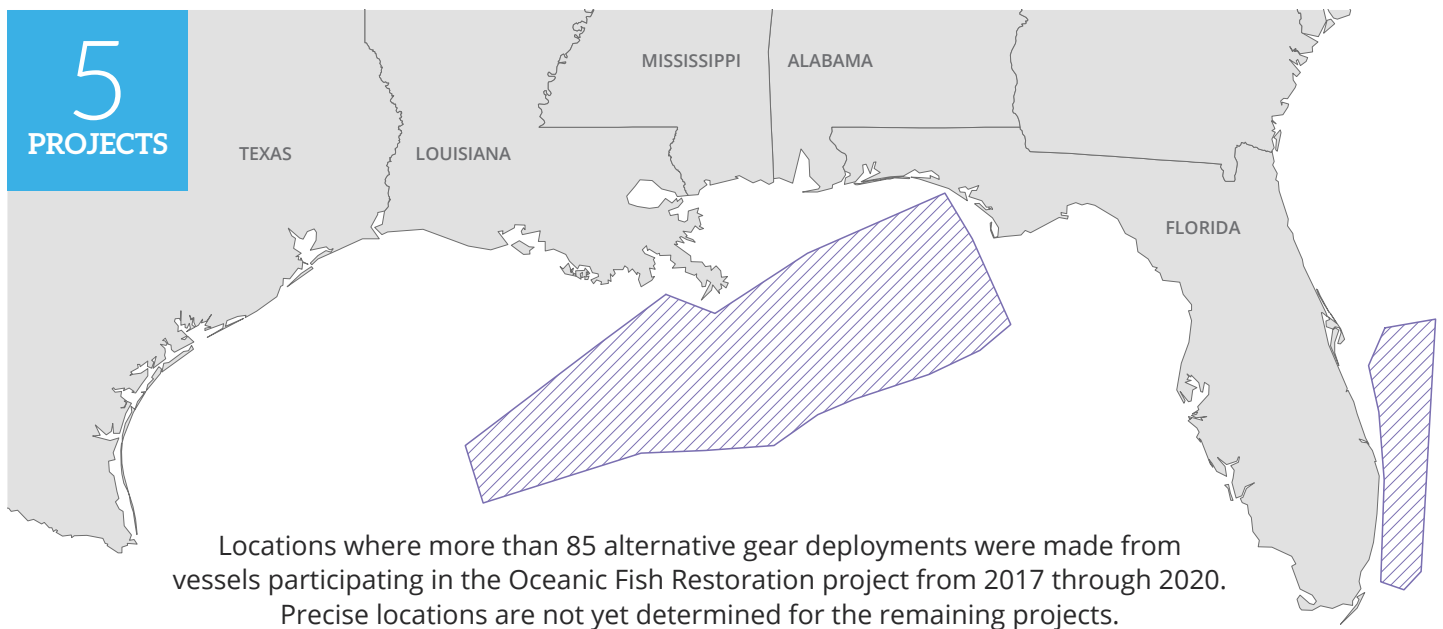 5
PROJECTS
MISSISSIPPI
ALABAMA
TEXAS
LOUISIANA
FLORIDA
Locations where more than 85 alternative gear deployments were made from
vessels participating in the Oceanic Fish Restoration project from 2017 through 2020.
Precise locations are not yet determined for the remaining projects.